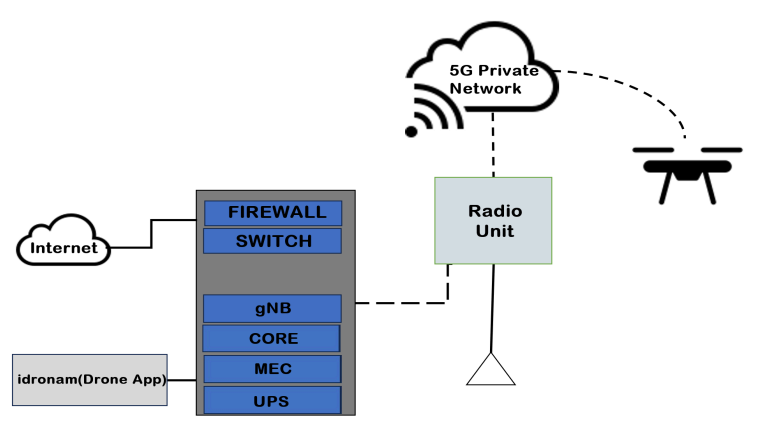 5G Private
Network
FIREWALL
SWITCH
Internet
Radio
Unit
gNB
CORE
MEC
UPS
idronam(Drone App)